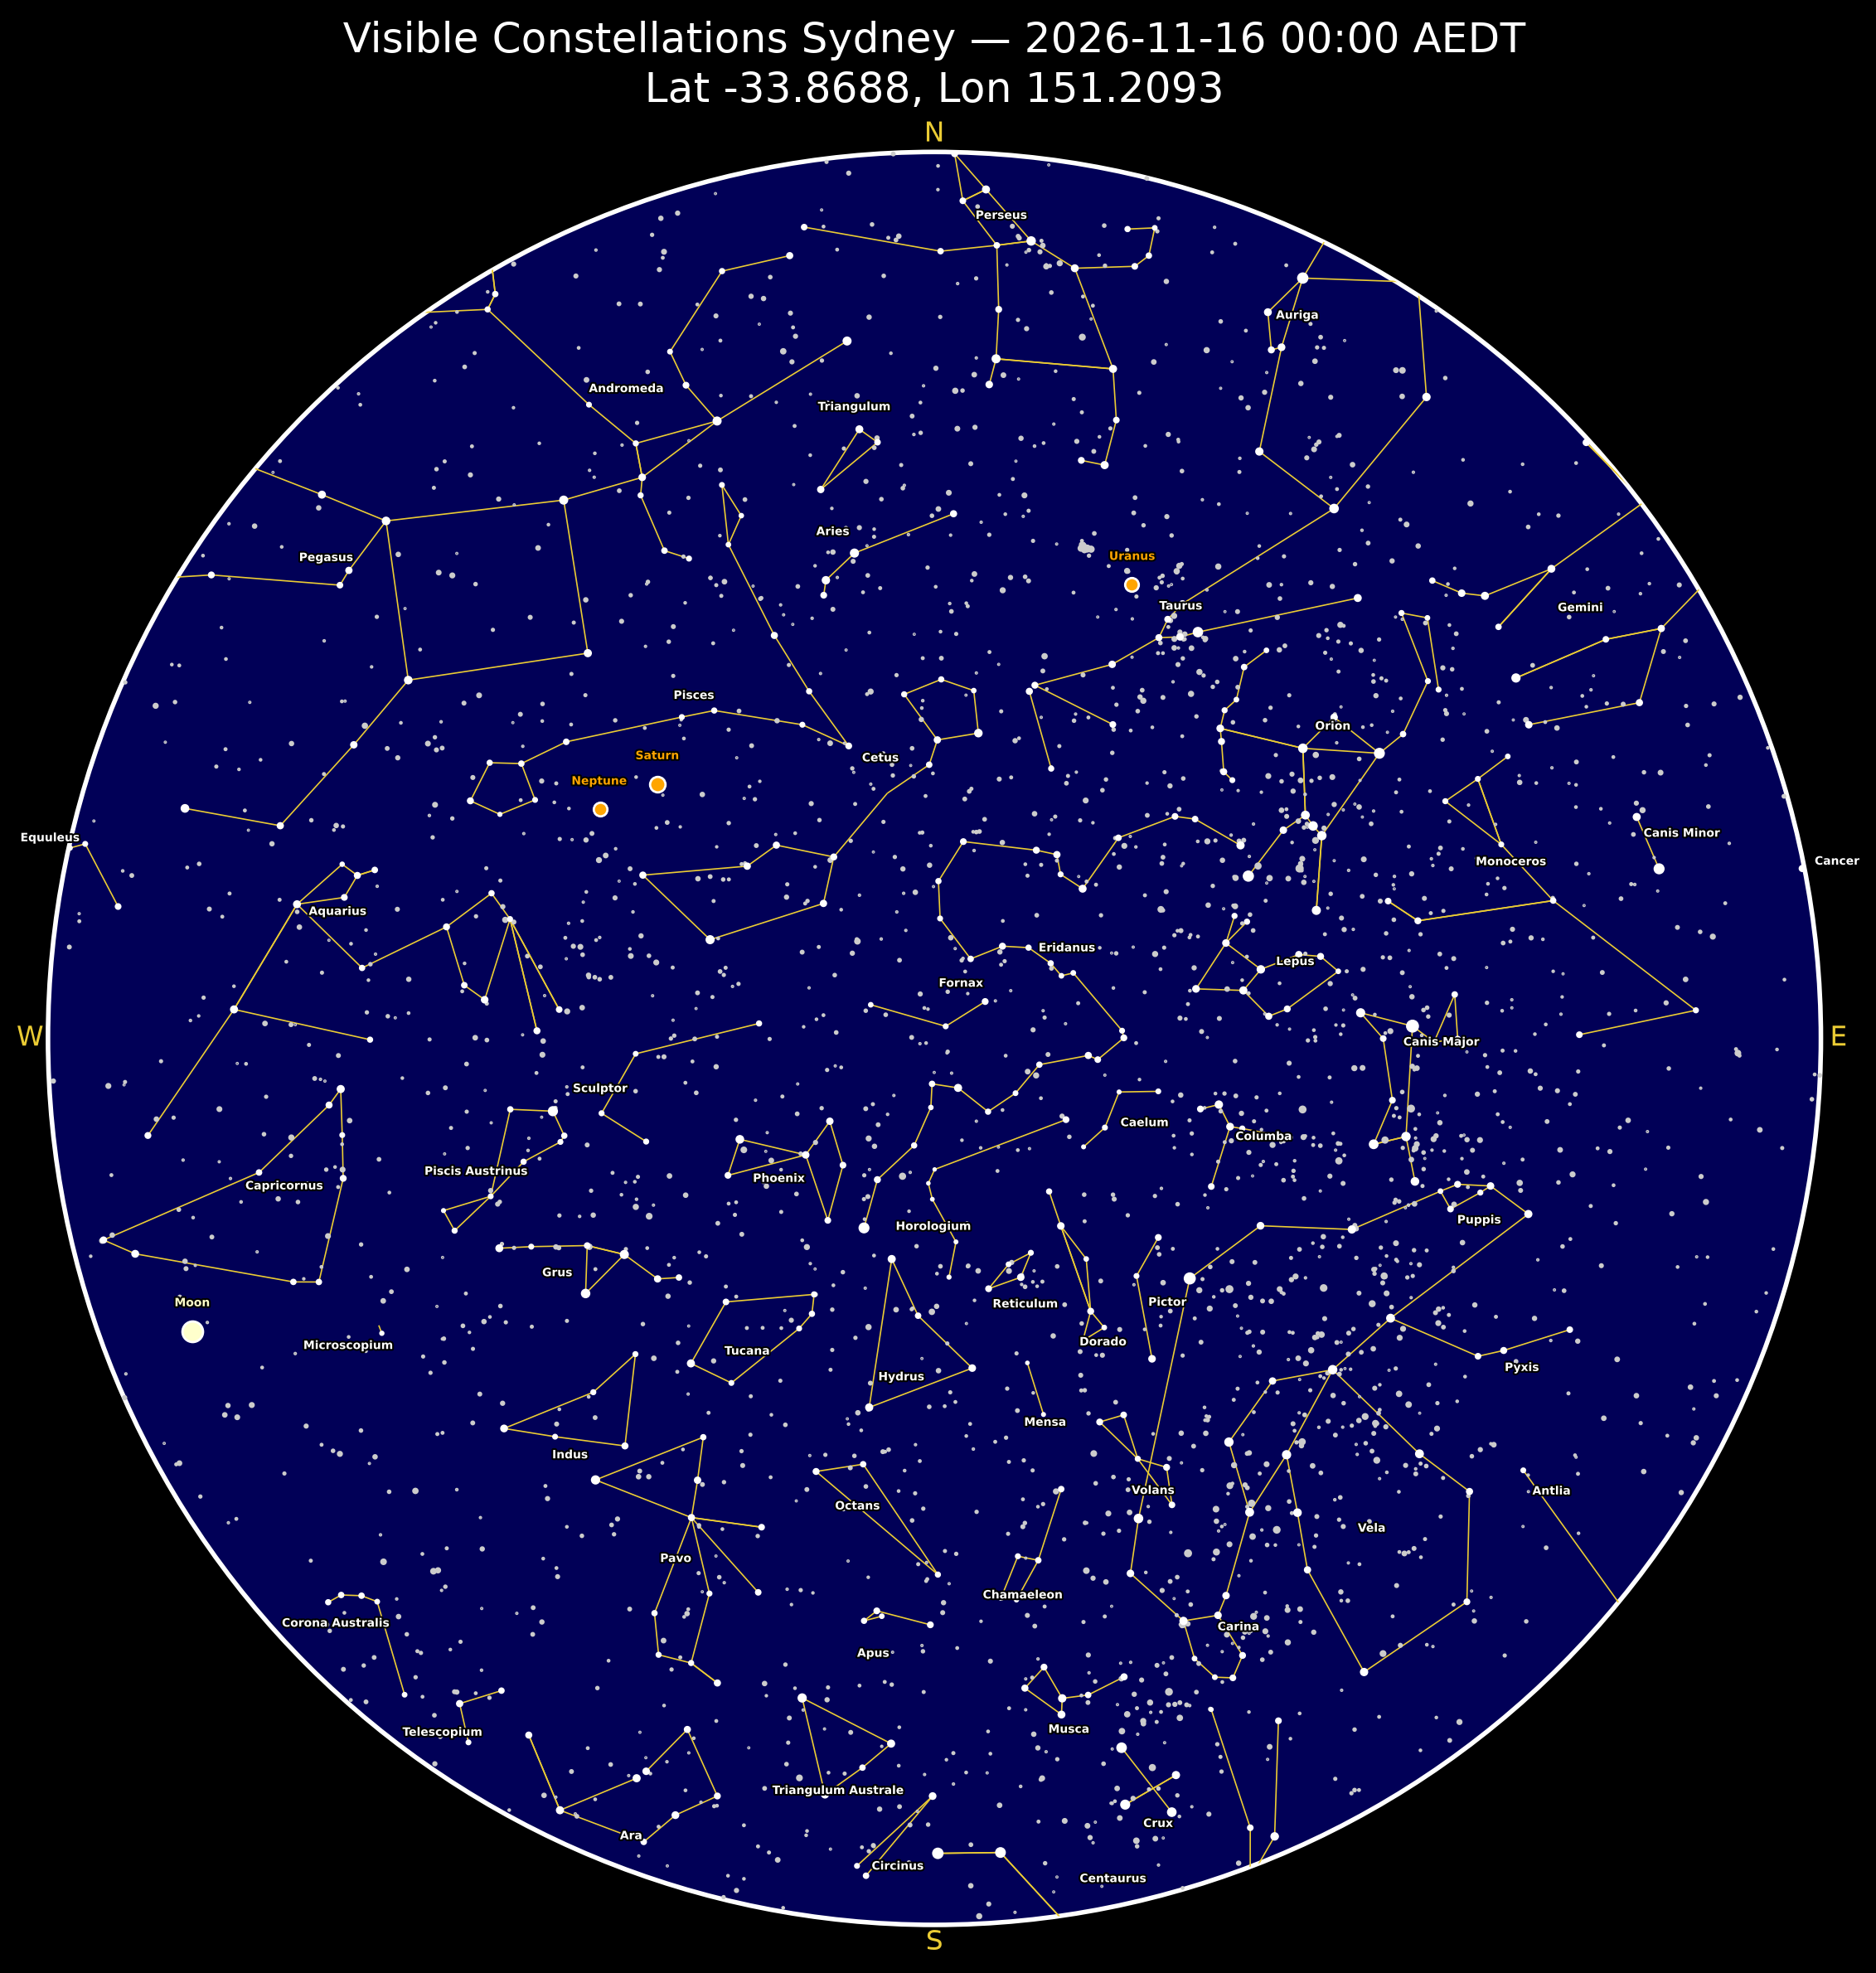 Visible Constellations Sydney — 2026-11-16 00:00 AEDT
Lat -33.8688, Lon 151.2093
N
Perseus
Auriga
Andromeda
Triangulum
Aries
Uranus
Pegasus
Taurus
Gemini
Pisces
Orion
Saturn
Cetus
Neptune
Equuleus
Canis Minor
Monoceros
Cancer
Aquarius
Eridanus
Lepus
Fornax
W
E
Canis Major
Sculptor
Caelum
Columba
Piscis Austrinus
Phoenix
Capricornus
Puppis
Horologium
Grus
Moon
Reticulum
Pictor
Microscopium
Dorado
Tucana
Pyxis
Hydrus
Mensa
Indus
Volans
Antlia
Octans
Vela
Pavo
Chamaeleon
Corona Australis
Carina
Apus
Musca
Telescopium
Triangulum Australe
Crux
Ara
Circinus
Centaurus
S